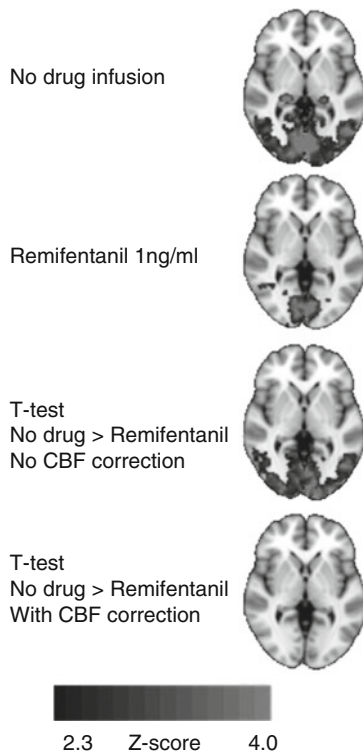 No drug infusion
Remifentanil 1ng/ml
T-test
No drug > Remifentanil
No CBF correction
T-test
No drug > Remifentanil
With CBF correction
2.3 Z-score 4.0